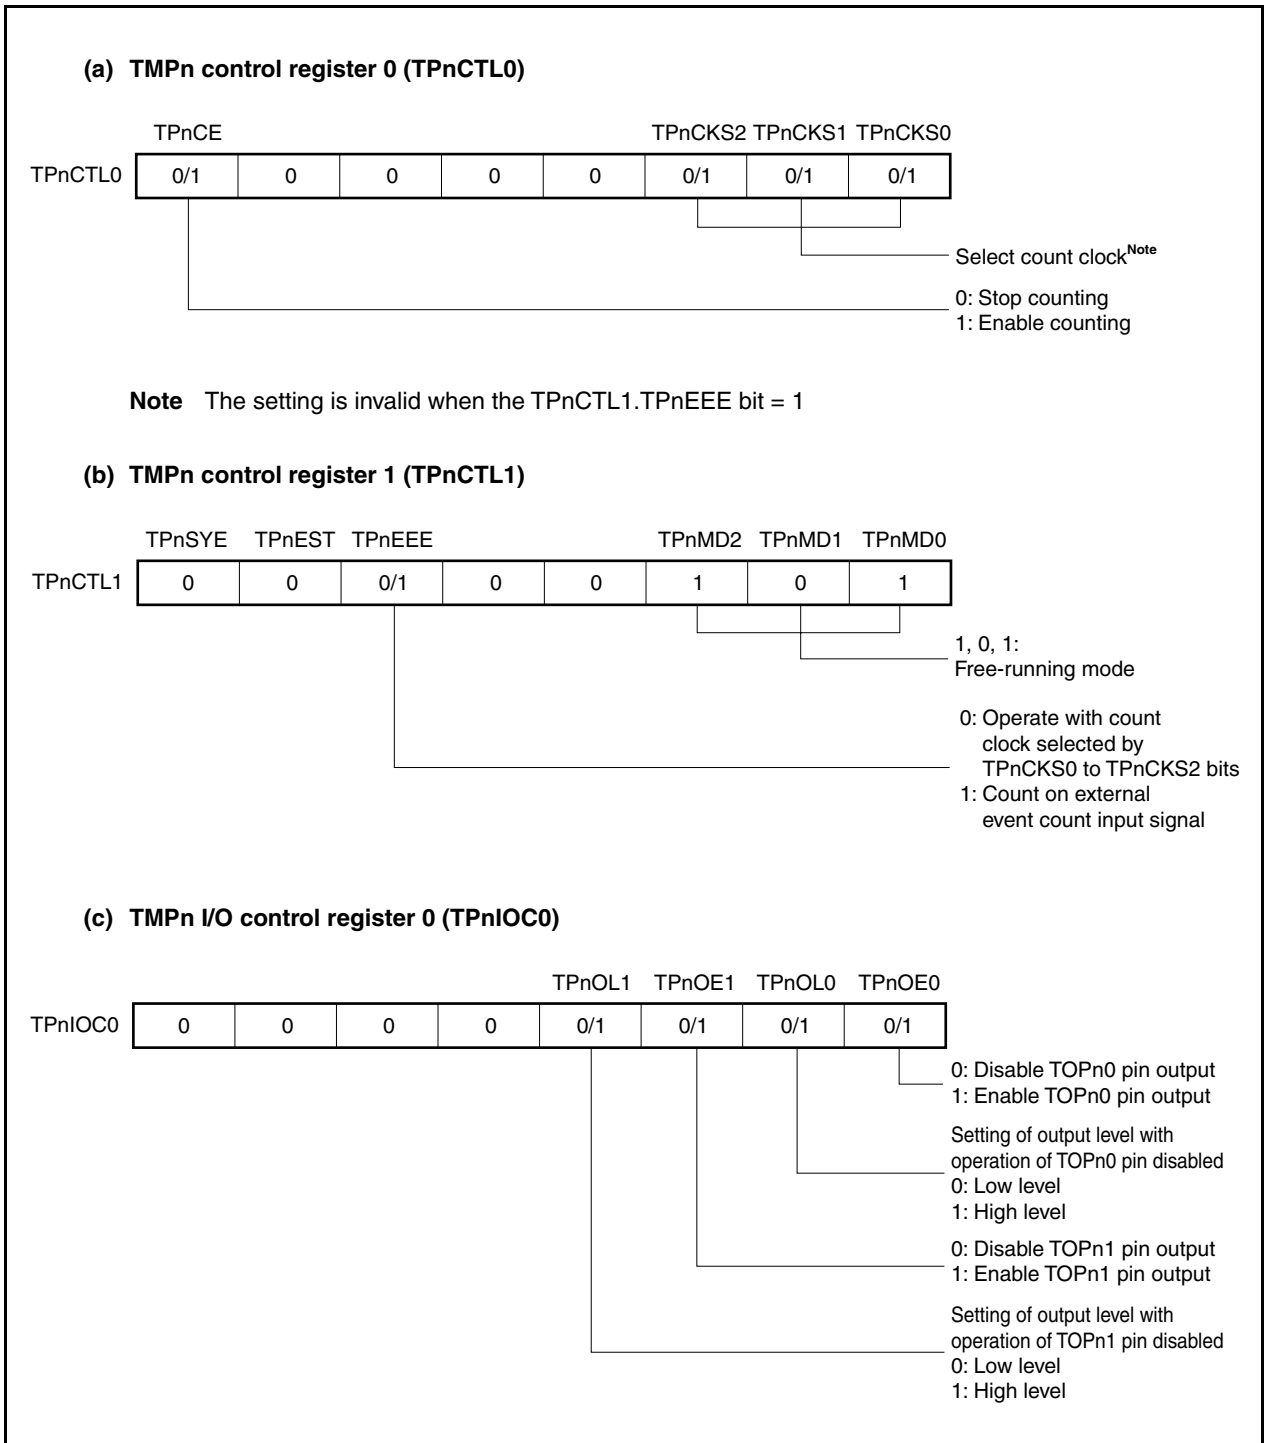 (a) TMPn control register 0 (TPnCTL0)
TPnCE TPnCKS2 TPnCKS1 TPnCKS0
TPnCTL0 0/1 0 0 0 0 0/1 0/1 0/1
Select count clockNote
0: Stop counting
1: Enable counting
Note The setting is invalid when the TPnCTL1.TPnEEE bit = 1
(b) TMPn control register 1 (TPnCTL1)
TPnSYE TPnEST TPnEEE TPnMD2 TPnMD1 TPnMD0
TPnCTL1 0 0 0/1 0 0 1 0 1
1, 0, 1:
Free-running mode
0: Operate with count
clock selected by
TPnCKS0 to TPnCKS2 bits
1: Count on external
event count input signal
(c) TMPn I/O control register 0 (TPnIOC0)
TPnOL1 TPnOE1 TPnOL0 TPnOE0
TPnIOC0 0 0 0 0 0/1 0/1 0/1 0/1
0: Disable TOPn0 pin output
1: Enable TOPn0 pin output
Setting of output level with
operation of TOPn0 pin disabled
0: Low level
1: High level
0: Disable TOPn1 pin output
1: Enable TOPn1 pin output
Setting of output level with
operation of TOPn1 pin disabled
0: Low level
1: High level